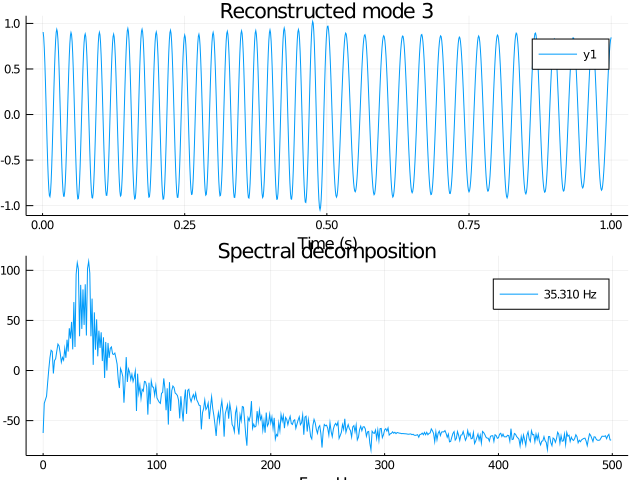 Reconstructed mode 3
1.0
y1
0.5
0.0
-0.5
-1.0
0.00 0.25 0.50 0.75 1.00
Time (s)
Spectral decomposition
100
35.310 Hz
50
0
-50
0 100 200 300 400 500